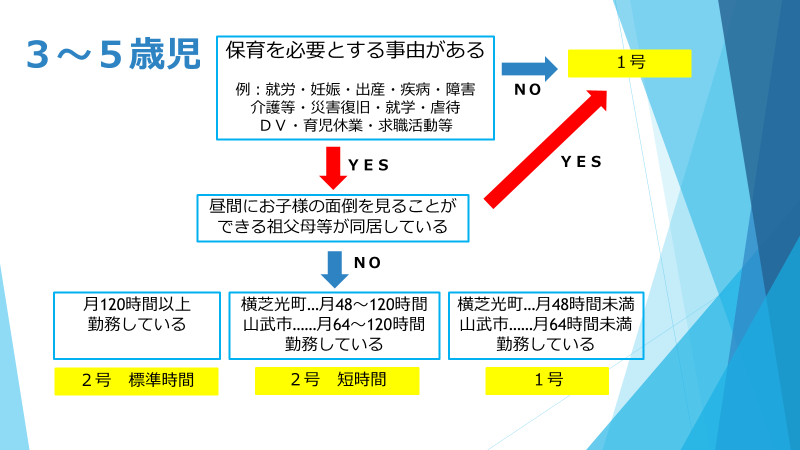 ３～５歳児
保育を必要とする事由がある
例：就労・妊娠・出産・疾病・障害
介護等・災害復旧・就学・虐待
ＤＶ・育児休業・求職活動等
ＮＯ
１号
ＹＥＳ
ＹＥＳ
昼間にお子様の面倒を見ることが
できる祖父母等が同居している
ＮＯ
月120時間以上
勤務している
横芝光町…月48～120時間
山武市……月64～120時間
勤務している
横芝光町…月48時間未満
山武市……月64時間未満
勤務している
２号　標準時間
２号　短時間
１号